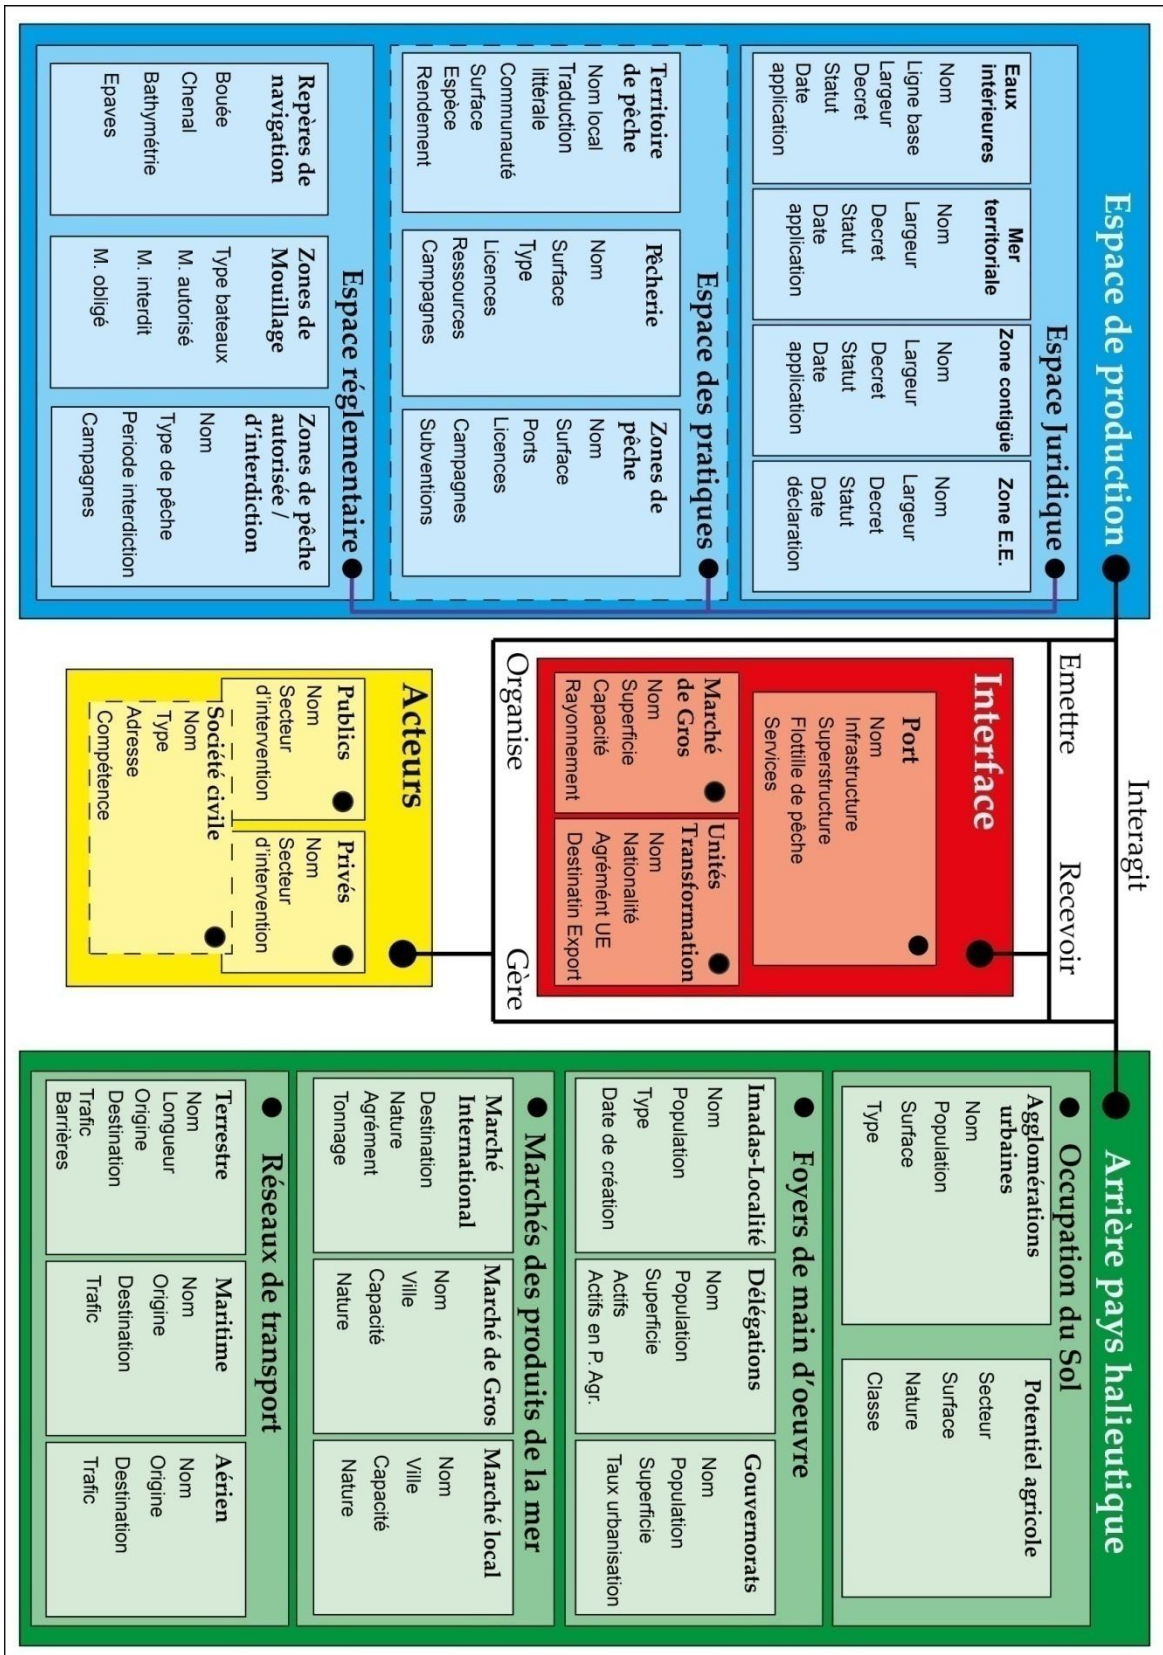 Espace de production
Espace Juridique
Eaux
intérieures
Nom
Ligne base
Largeur
Decret
Statut
Date
application
Mer
territoriale
Nom
Largeur
Decret
Statut
Date
application
Zone contigüe
Nom
Largeur
Decret
Statut
Date
application
Zone E.E.
Nom
Largeur
Decret
Statut
Date
déclaration
Espace des pratiques
Territoire
de pêche
Nom local
Traduction
littérale
Communauté
Surface
Espèce
Rendement
Pêcherie
Nom
Surface
Type
Licences
Ressources
Campagnes
Zones de
pêche
Nom
Surface
Ports
Licences
Campagnes
Subventions
Espace réglementaire
Repères de
navigation
Bouée
Chenal
Bathymétrie
Epaves
Zones de
Mouillage
Type bateaux
M. autorisé
M. interdit
M. obligé
Zones de pêche
autorisée /
d'interdiction
Nom
Type de pêche
Periode interdiction
Campagnes
Interagit
Emettre
Recevoir
Interface
Port
Nom
Infrastructure
Superstructure
Flottille de pêche
Services
Marché
de Gros
Nom
Superficie
Capacité
Rayonnement
Unités
Transformation
Nom
Nationalité
Agrémént UE
Destinatin Export
Organise
Gère
Acteurs
Publics
Nom
Secteur
d'intervention
Privés
Nom
Secteur
d'intervention
Société civile
Nom
Type
Adresse
Compétence
Arrière pays halieutique
Occupation du Sol
Agglomérations
urbaines
Nom
Population
Surface
Type
Potentiel agricole
Secteur
Surface
Nature
Classe
Foyers de main d'oeuvre
Imadas-Localité
Nom
Population
Type
Date de création
Délégations
Nom
Population
Superficie
Actifs
Actifs en P. Agr.
Gouvernorats
Nom
Population
Superficie
Taux urbanisation
Marchés des produits de la mer
Marché
International
Destination
Nature
Agrément
Tonnage
Marché de Gros
Nom
Ville
Capacité
Nature
Marché local
Nom
Ville
Capacité
Nature
Réseaux de transport
Terrestre
Nom
Longueur
Origine
Destination
Trafic
Barrières
Maritime
Nom
Origine
Destination
Trafic
Aérien
Nom
Origine
Destination
Trafic